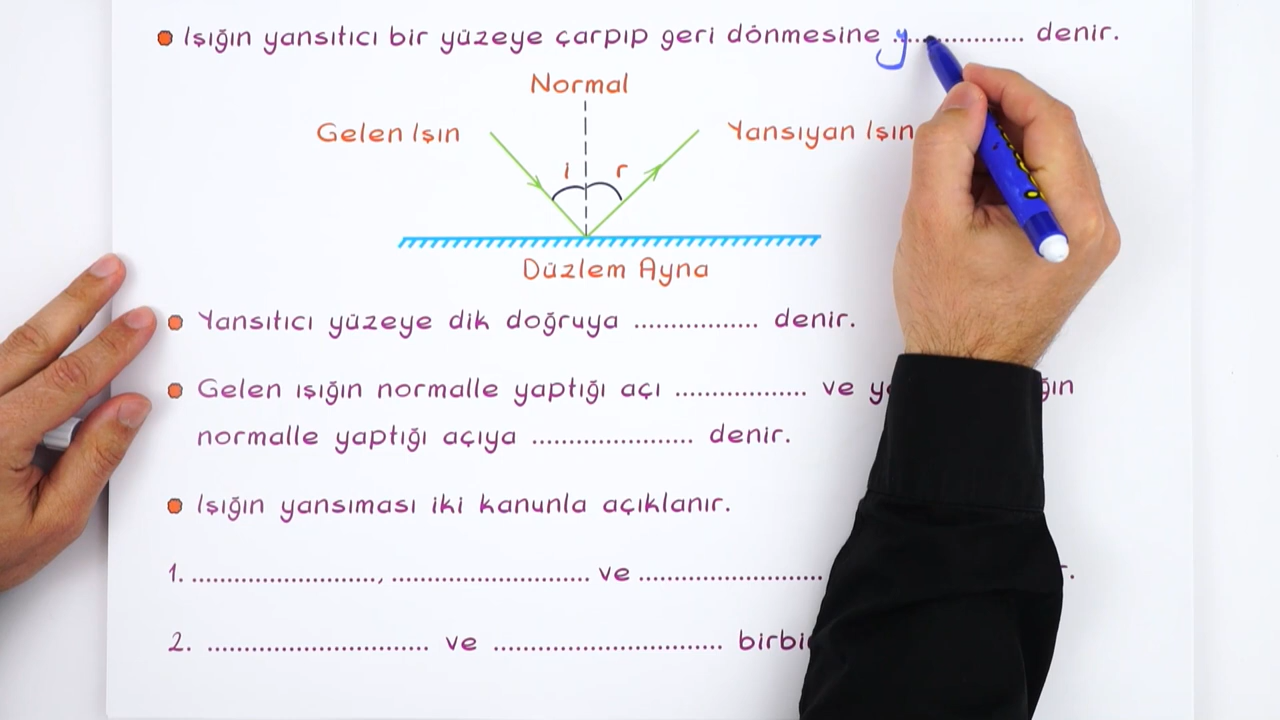 Işığın yansıtıcı bir yüzeye çarpıp geri dönmesine y................ denir.
Normal
Gelen Işın
Yansıyan Işın
i r
Düzlem Ayna
Yansıtıcı yüzeye dik doğruya ................. denir.
Gelen ışığın normalle yaptığı açı .................. ve
normalle yaptığı açıya ...................... denir.
Işığın yansıması iki kanunla açıklanır.
1. ........................., ........................... ve .........................
2. .............................. ve ...............................